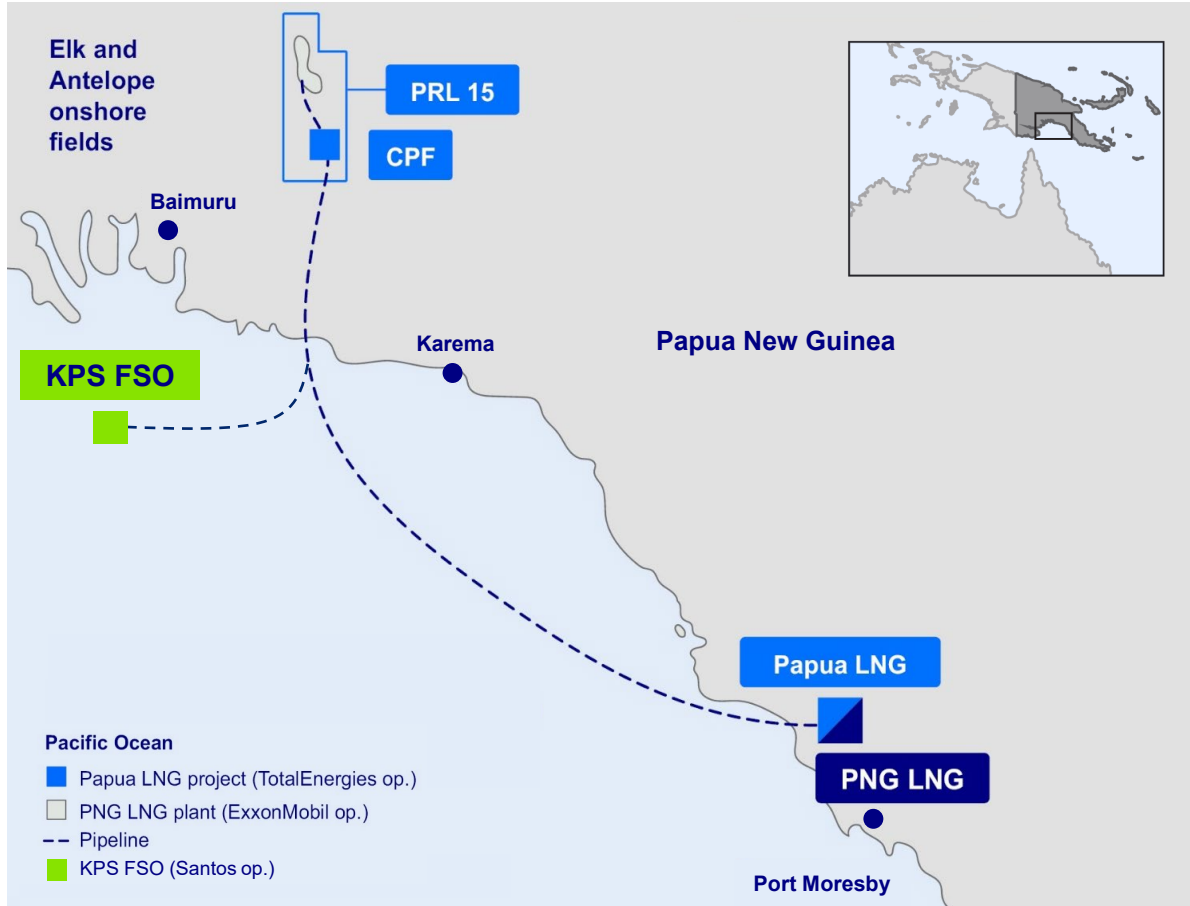 Elk and
Antelope
onshore
fields
PRL 15
CPF
Baimuru
Karema
Papua New Guinea
KPS FSO
Papua LNG
PNG LNG
Port Moresby
Pacific Ocean
Papua LNG project (TotalEnergies op.)
PNG LNG plant (ExxonMobil op.)
Pipeline
KPS FSO (Santos op.)